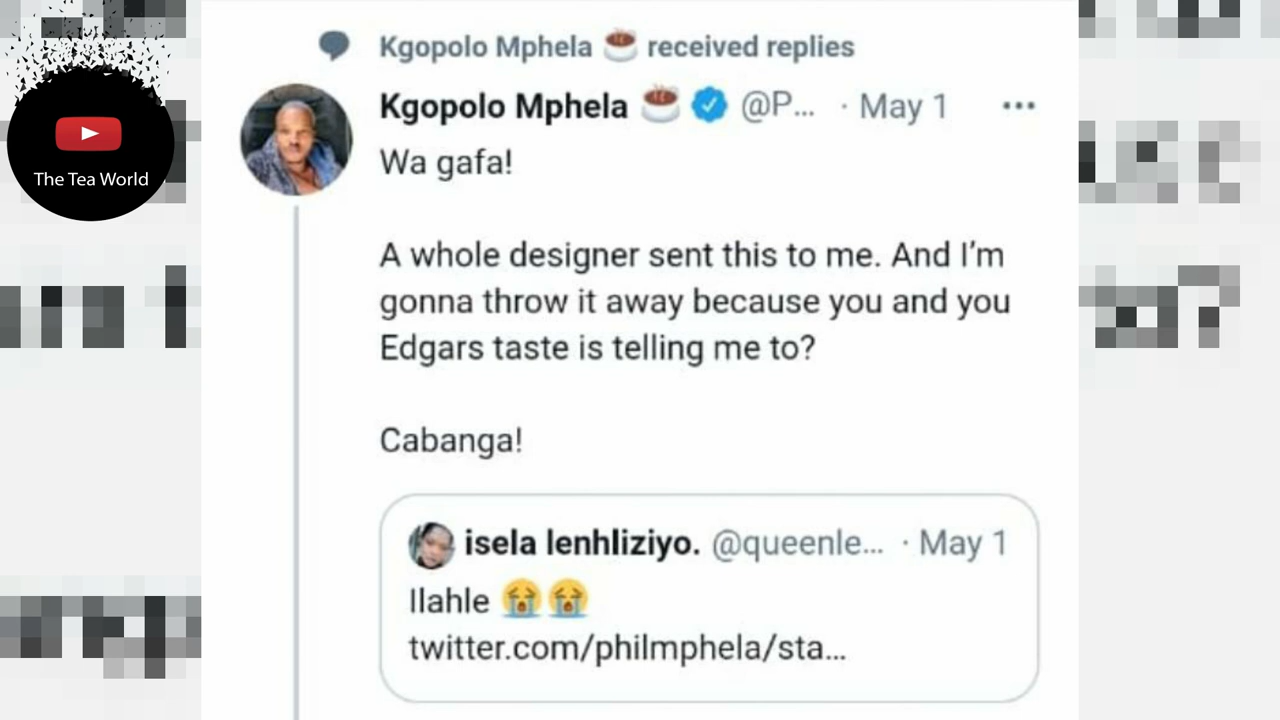 The Tea World
Kgopolo Mphela ☕ received replies
Kgopolo Mphela ☕ @P... · May 1
Wa gafa!
A whole designer sent this to me. And I’m
gonna throw it away because you and you
Edgars taste is telling me to?
Cabanga!
isela lenhliziyo. @queenle... · May 1
Ilahle 😭😭
twitter.com/philmphela/sta...